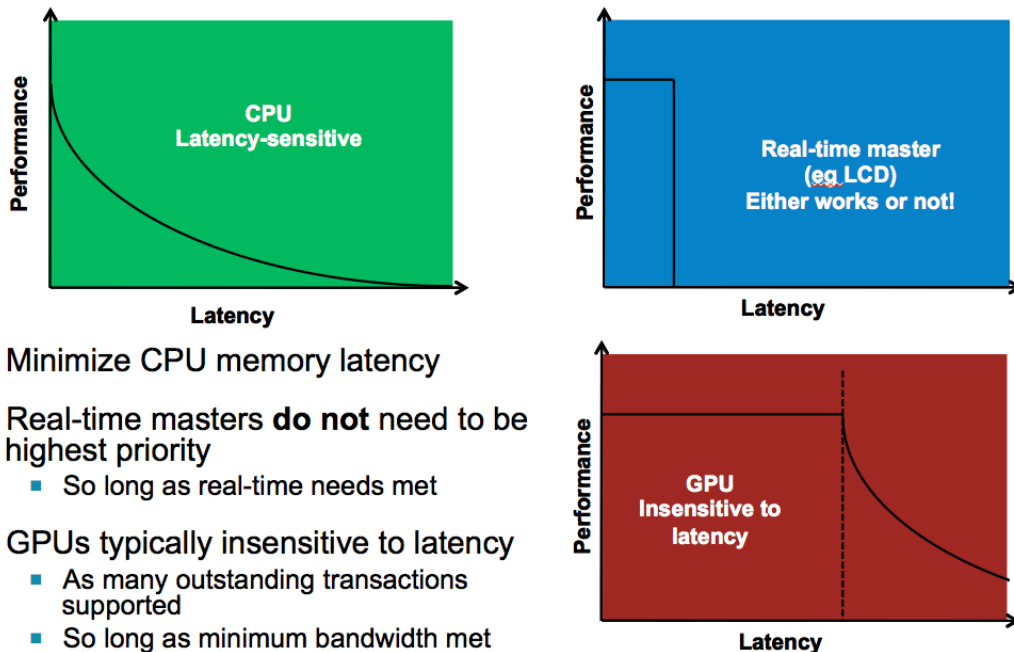 Performance
CPU
Latency-sensitive
Latency
Performance
Real-time master
(eg LCD)
Either works or not!
Latency
Minimize CPU memory latency
Real-time masters do not need to be
highest priority
■ So long as real-time needs met
GPUs typically insensitive to latency
■ As many outstanding transactions
supported
■ So long as minimum bandwidth met
Performance
GPU
Insensitive to
latency
Latency